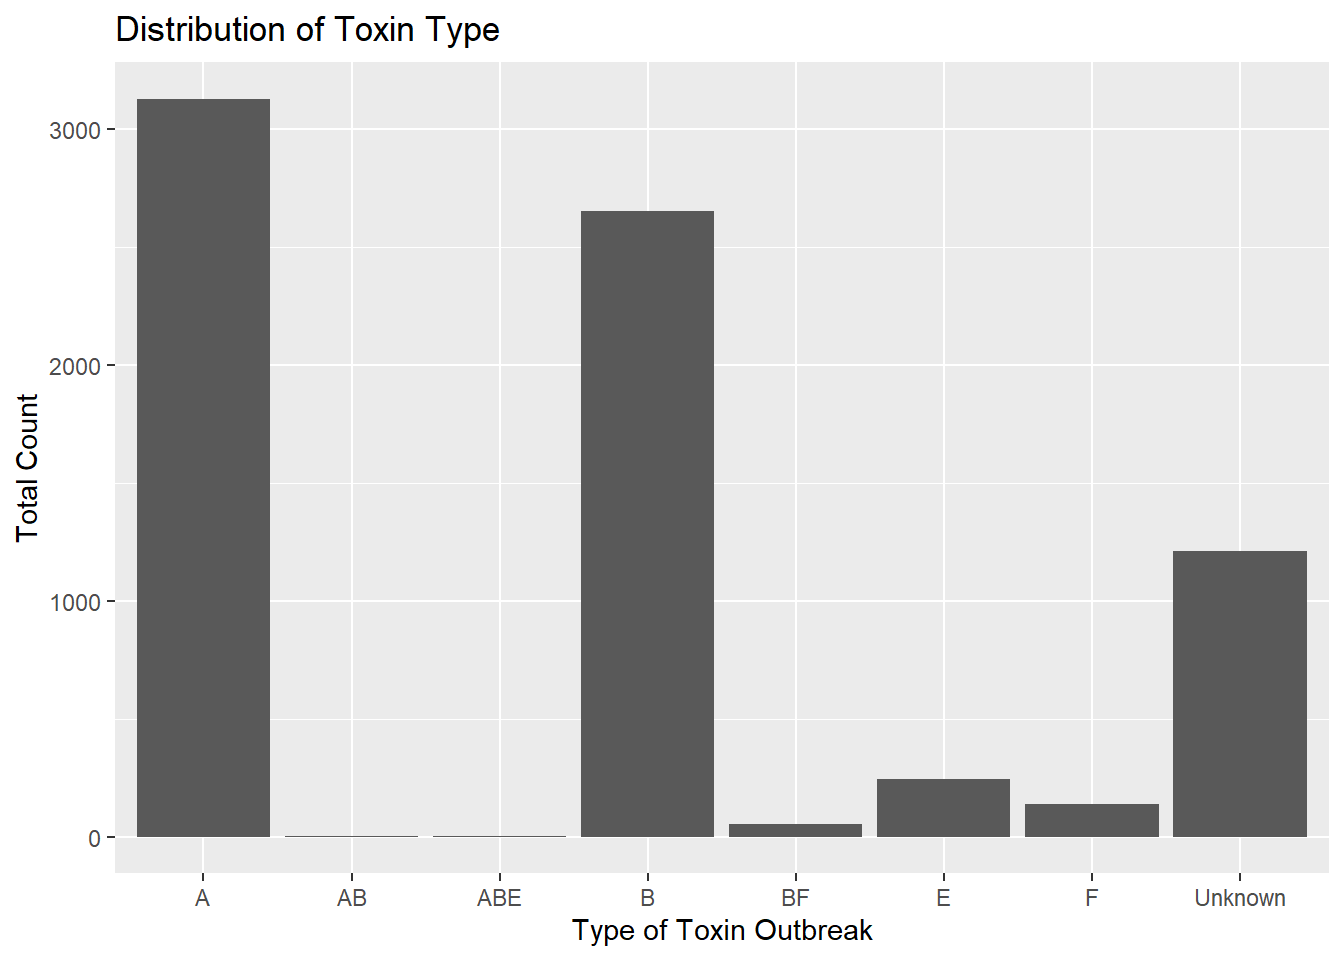 Distribution of Toxin Type
Total Count
3000
2000
1000
0
A AB ABE B BF E F Unknown
Type of Toxin Outbreak